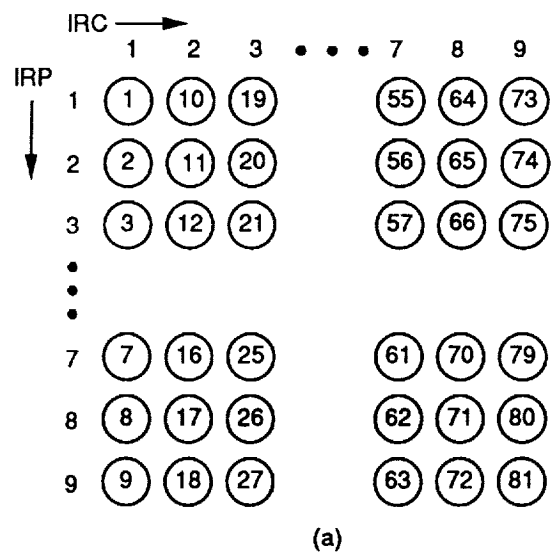 IRC
1 2 3 • • • 7 8 9
IRP
1 1 10 19 55 64 73
2 2 11 20 56 65 74
3 3 12 21 57 66 75
•
•
•
7 7 16 25 61 70 79
8 8 17 26 62 71 80
9 9 18 27 63 72 81
(a)